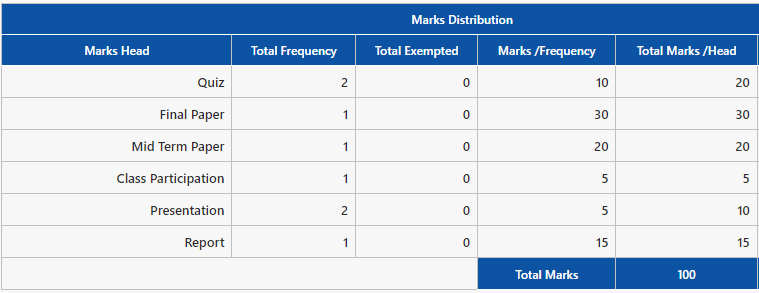 Marks Distribution
Marks Head Total Frequency Total Exempted Marks /Frequency Total Marks /Head
Quiz 2 0 10 20
Final Paper 1 0 30 30
Mid Term Paper 1 0 20 20
Class Participation 1 0 5 5
Presentation 2 0 5 10
Report 1 0 15 15
Total Marks 100